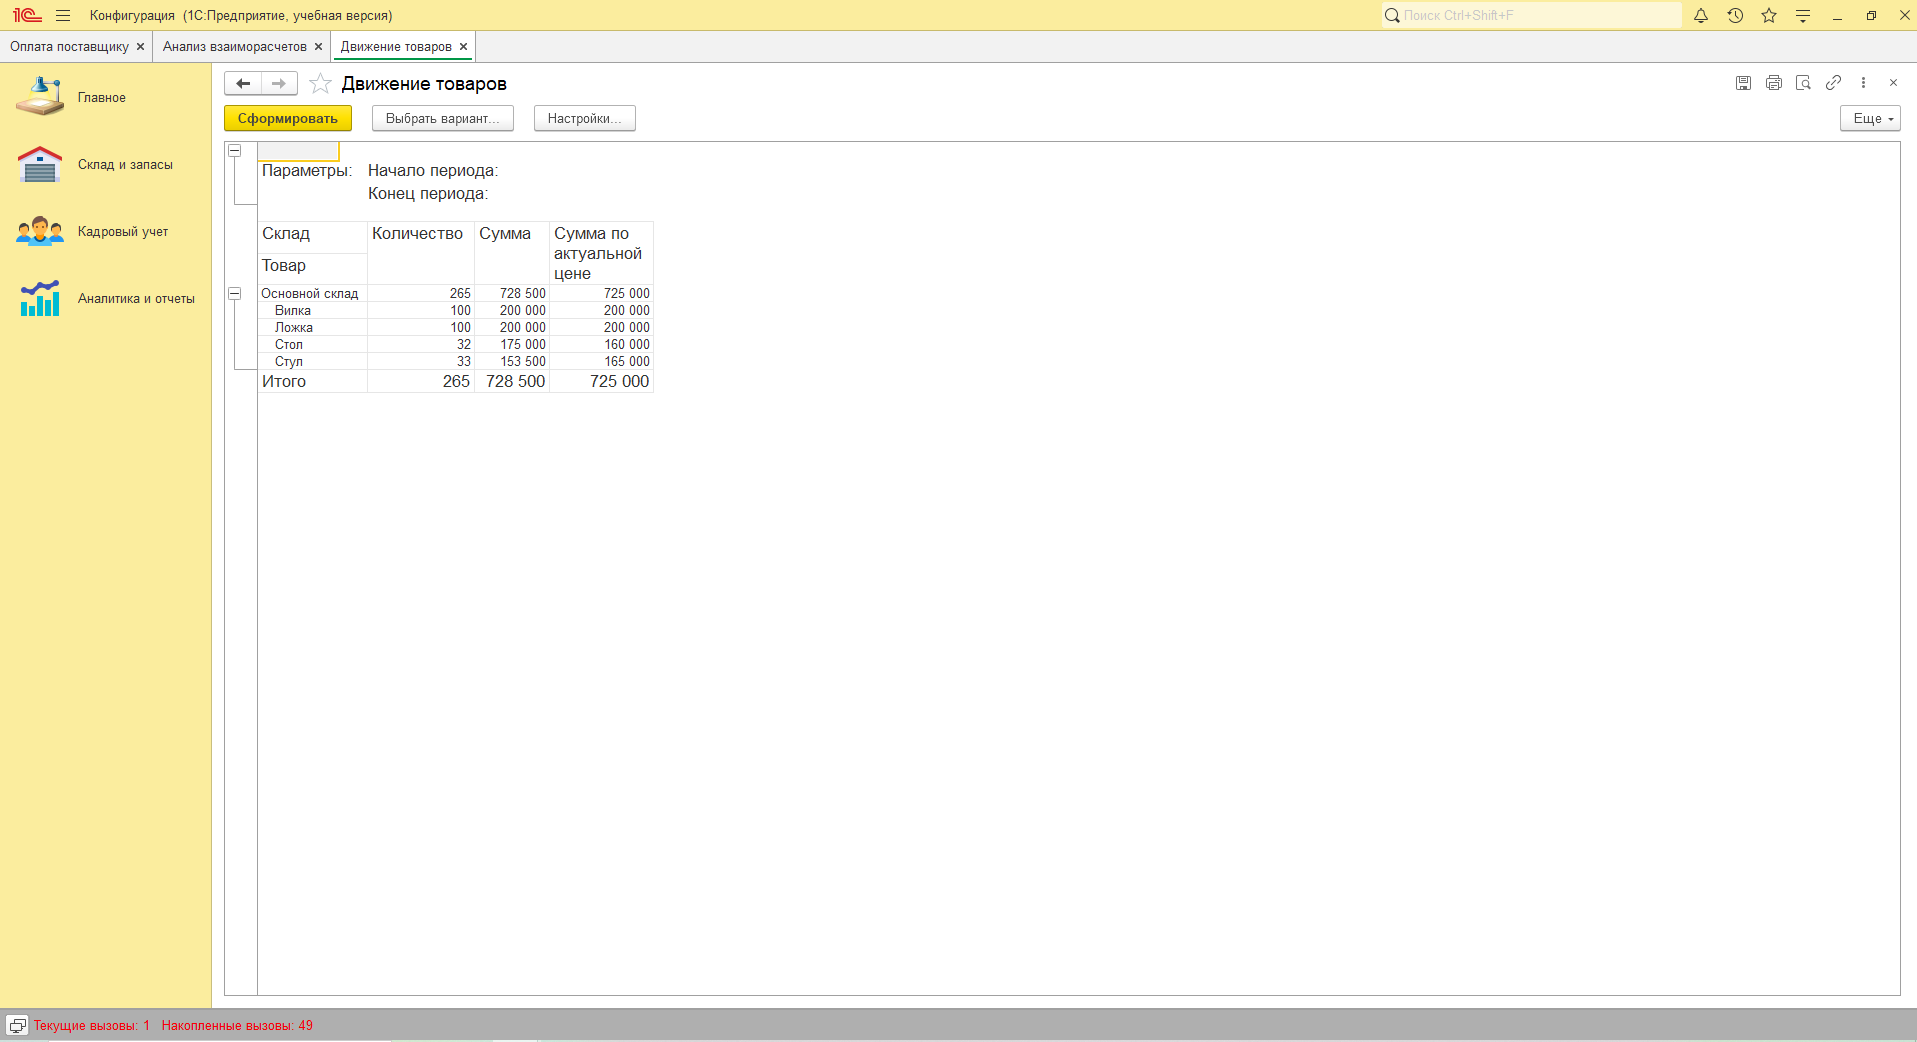 1С Конфигурация (1С:Предприятие, учебная версия) Поиск Ctrl+Shift+F
Оплата поставщику × Анализ взаиморасчетов × Движение товаров ×
Главное
Склад и запасы
Кадровый учет
Аналитика и отчеты
Движение товаров
Сформировать Выбрать вариант... Настройки... Еще
Параметры: Начало периода:
Конец периода:
Склад Количество Сумма Сумма по актуальной цене
Товар
Основной склад 265 728 500 725 000
Вилка 100 200 000 200 000
Ложка 100 200 000 200 000
Стол 32 175 000 160 000
Стул 33 153 500 165 000
Итого 265 728 500 725 000
Текущие вызовы: 1 Накопленные вызовы: 49